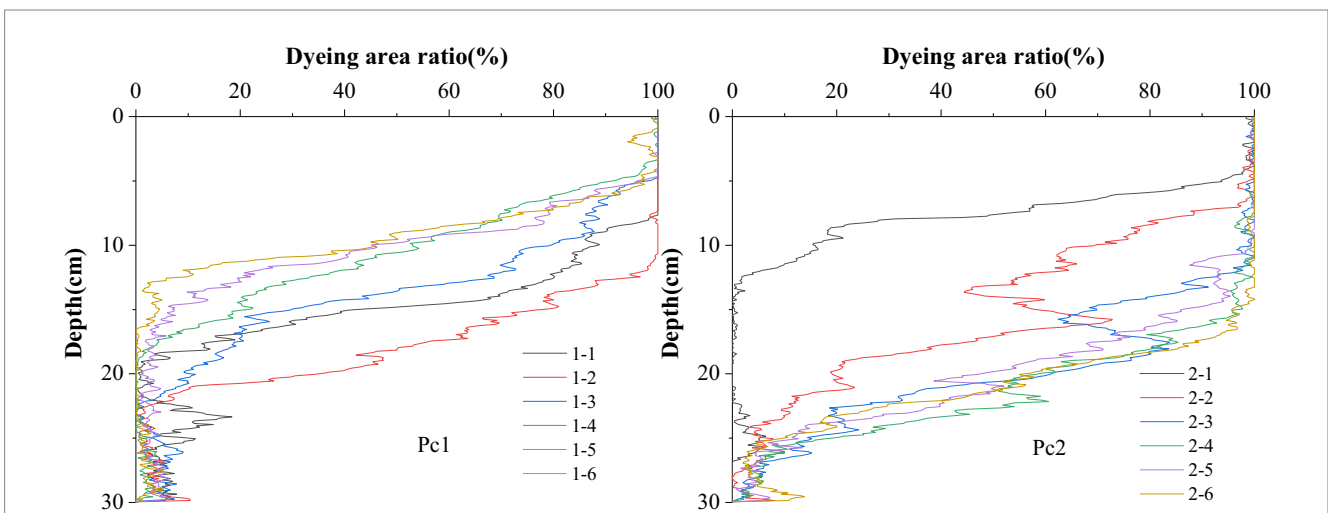 Dyeing area ratio(%)
0 20 40 60 80 100
0
10
20
30
Depth(cm)
1-1
1-2
1-3
1-4
1-5
1-6
Pc1
Dyeing area ratio(%)
0 20 40 60 80 100
0
10
20
30
Depth(cm)
2-1
2-2
2-3
2-4
2-5
2-6
Pc2